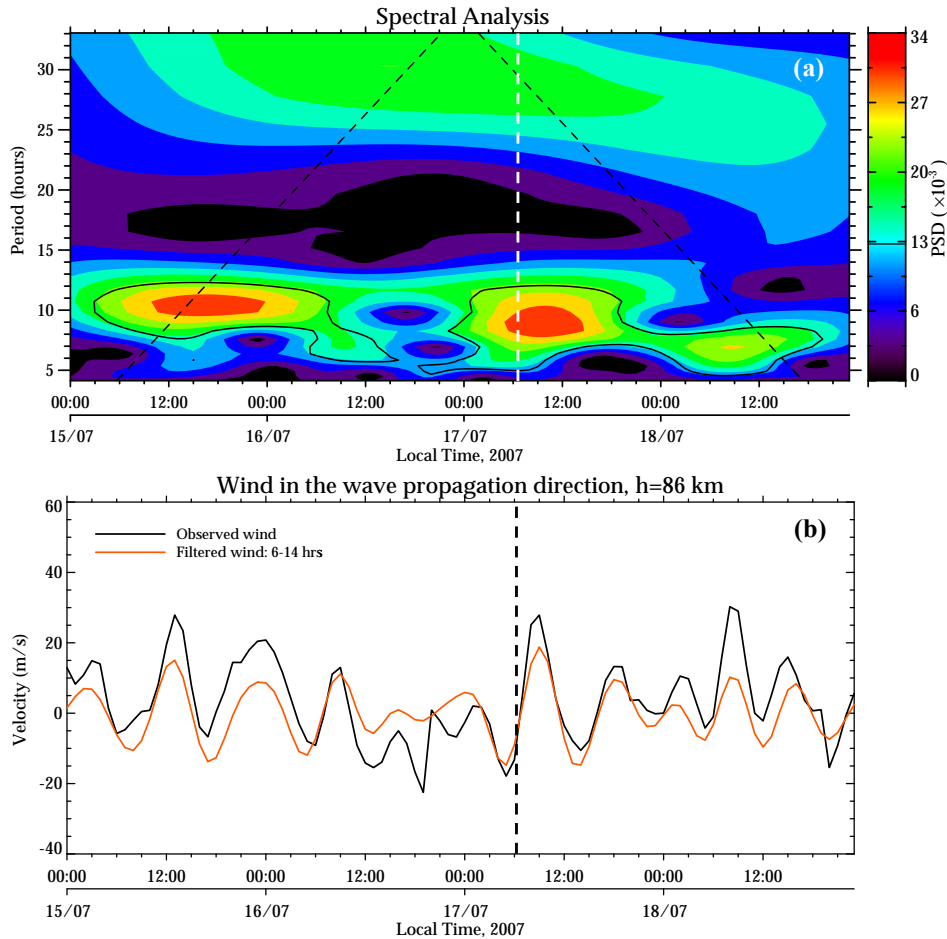 Spectral Analysis
(a)
Period (hours)
30
25
20
15
10
5
34
27
20
13
6
0
PSD ( ×10⁻³)
00:00 12:00 00:00 12:00 00:00 12:00 00:00 12:00
15/07 16/07 17/07 18/07
Local Time, 2007
Wind in the wave propagation direction, h=86 km
(b)
Observed wind
Filtered wind: 6-14 hrs
Velocity (m/s)
60
40
20
0
-20
-40
00:00 12:00 00:00 12:00 00:00 12:00 00:00 12:00
15/07 16/07 17/07 18/07
Local Time, 2007